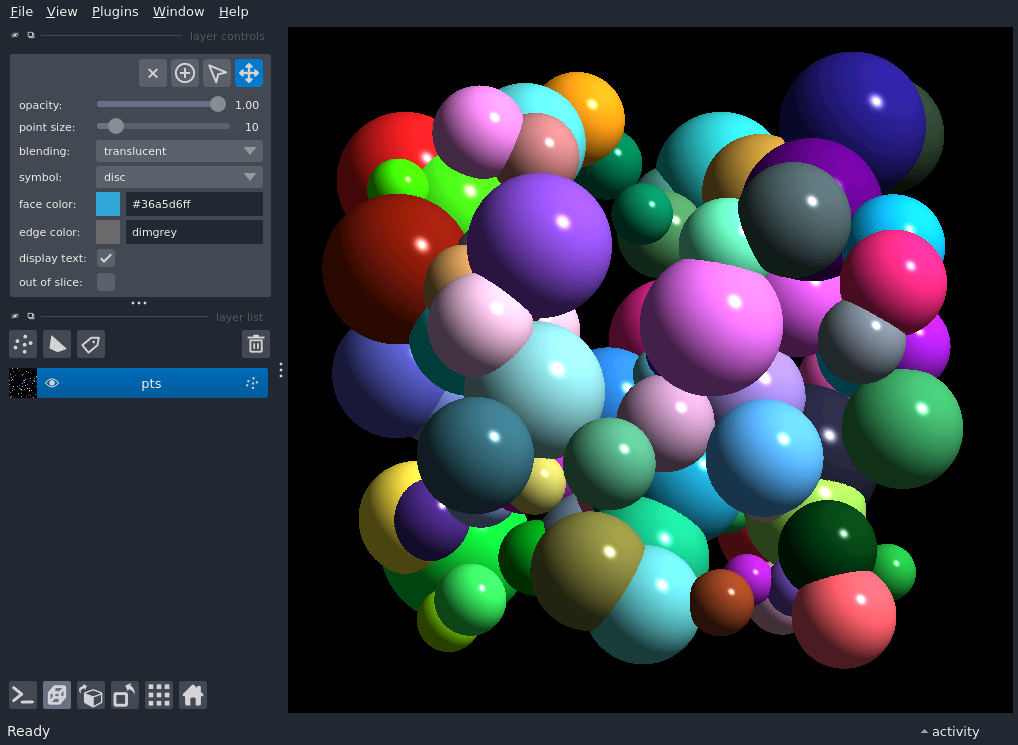 File View Plugins Window Help
layer controls
opacity: 1.00
point size: 10
blending: translucent
symbol: disc
face color: #36a5d6ff
edge color: dimgrey
display text:
out of slice:
layer list
pts
Ready activity